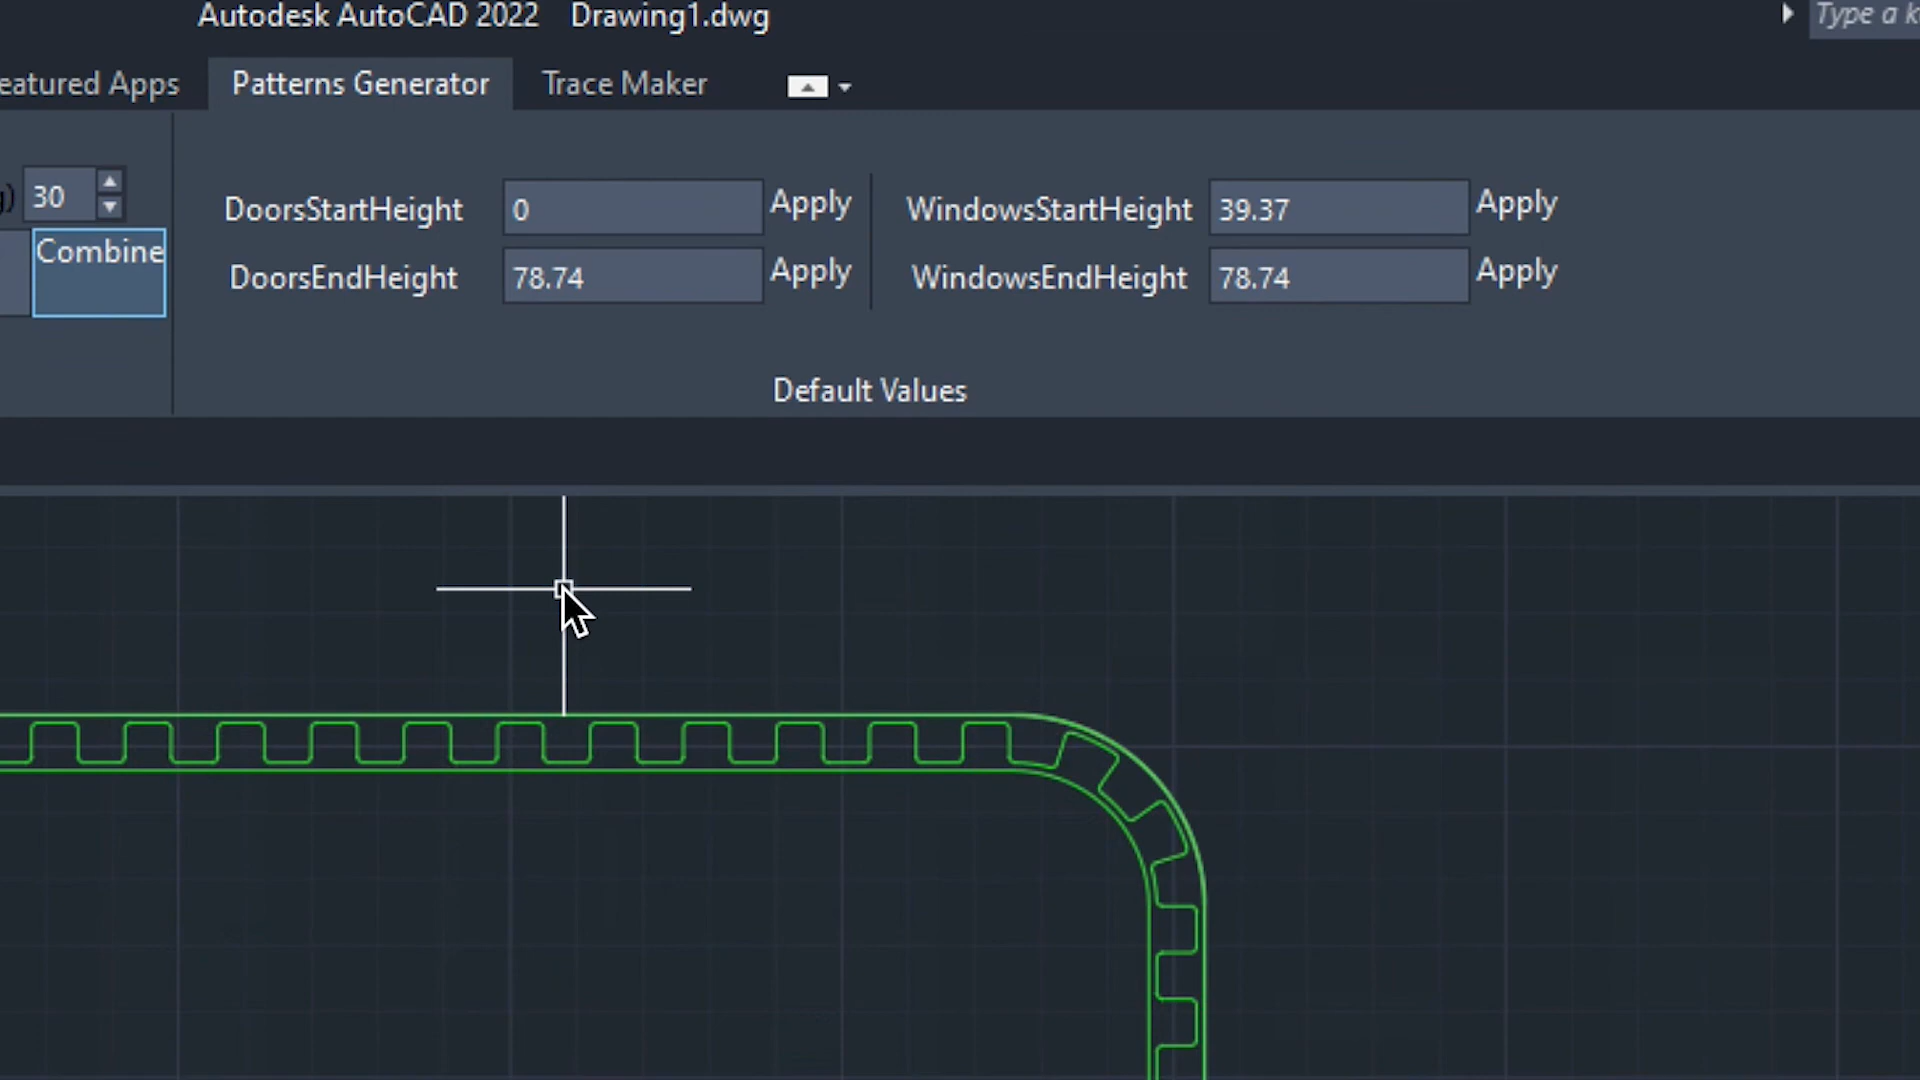 Autodesk AutoCAD 2022 Drawing1.dwg
Type a k
eatured Apps Patterns Generator Trace Maker
) 30
Combine
DoorsStartHeight 0 Apply WindowsStartHeight 39.37 Apply
DoorsEndHeight 78.74 Apply WindowsEndHeight 78.74 Apply
Default Values